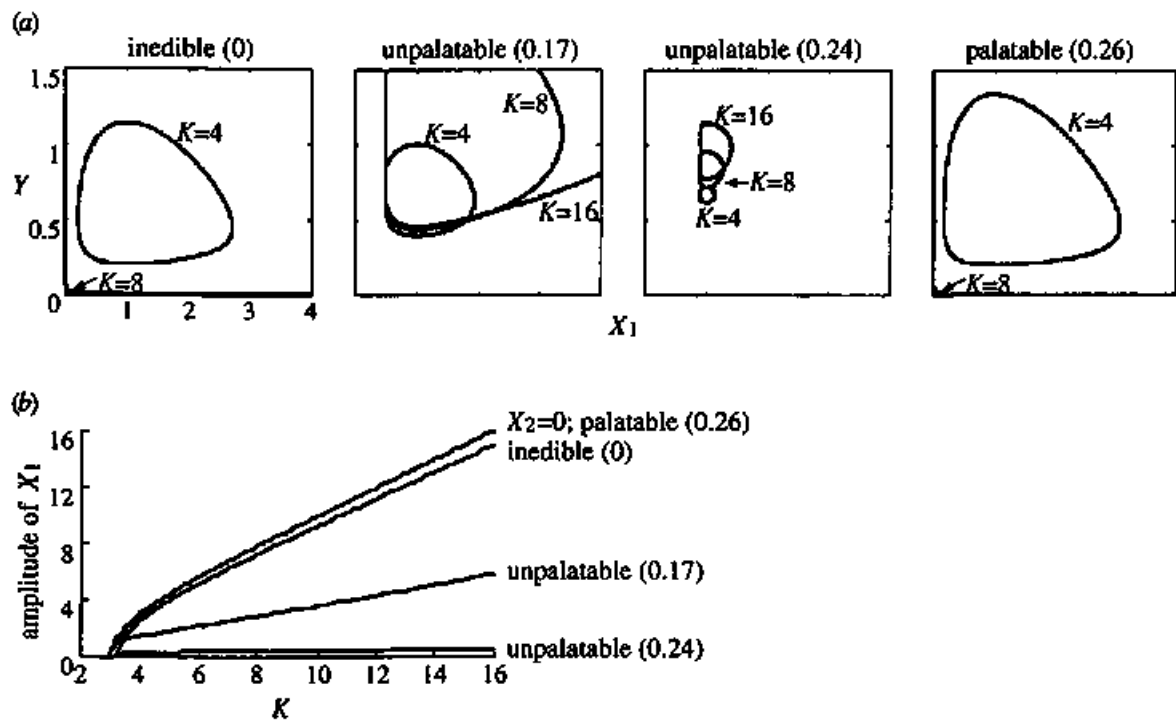 (a)
inedible (0)
unpalatable (0.17)
unpalatable (0.24)
palatable (0.26)
1.5
1
Y
0.5
0
K=4
K=8
1 2 3 4
K=4
K=8
K=16
K=16
K=8
K=4
K=4
K=8
X1
(b)
16
12
8
4
0
amplitude of X1
X2=0; palatable (0.26)
inedible (0)
unpalatable (0.17)
unpalatable (0.24)
2 4 6 8 10 12 14 16
K